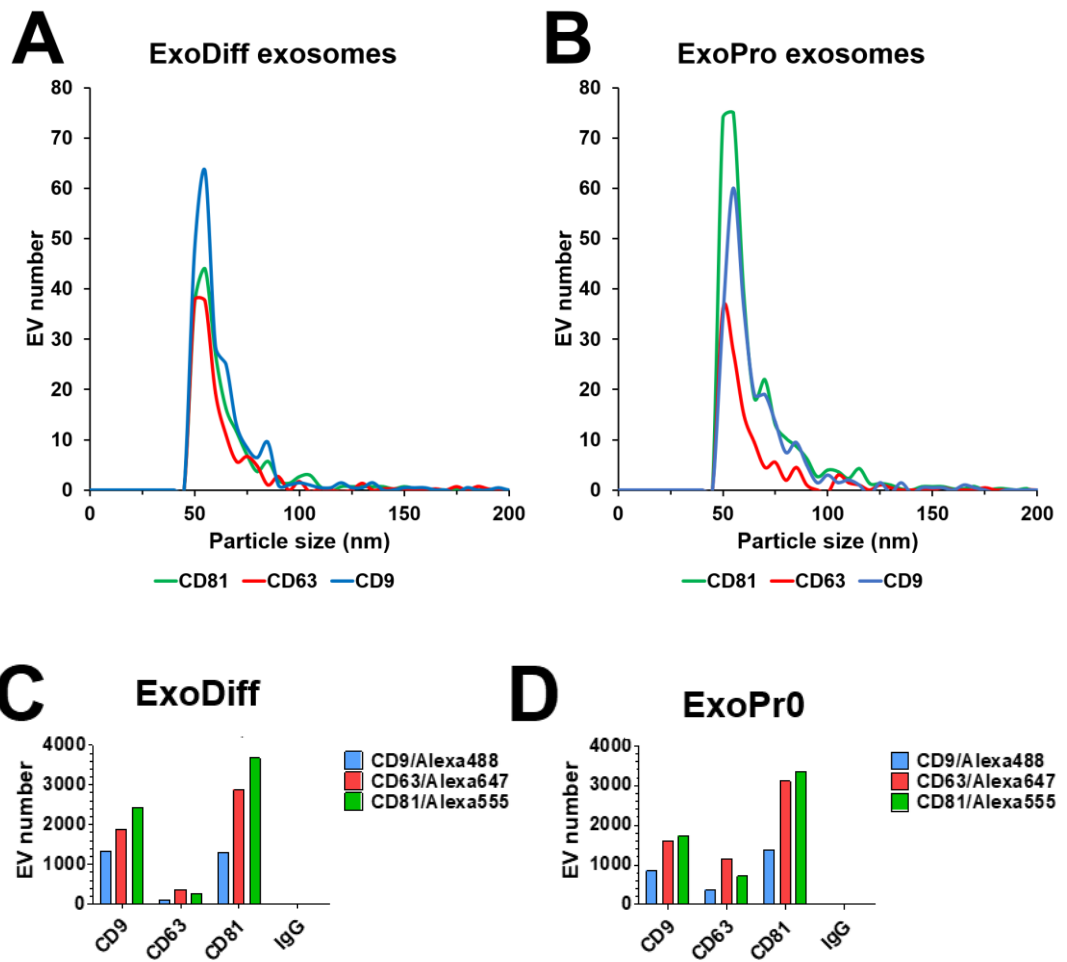 A
ExoDiff exosomes
80
70
60
50
40
30
20
10
0
EV number
0 50 100 150 200
Particle size (nm)
CD81 CD63 CD9
B
ExoPro exosomes
80
70
60
50
40
30
20
10
0
EV number
0 50 100 150 200
Particle size (nm)
CD81 CD63 CD9
C
ExoDiff
4000
3000
2000
1000
0
EV number
CD9 CD63 CD81 IgG
CD9/Alexa488
CD63/Alexa647
CD81/Alexa555
D
ExoPr0
4000
3000
2000
1000
0
EV number
CD9 CD63 CD81 IgG
CD9/Alexa488
CD63/Alexa647
CD81/Alexa555